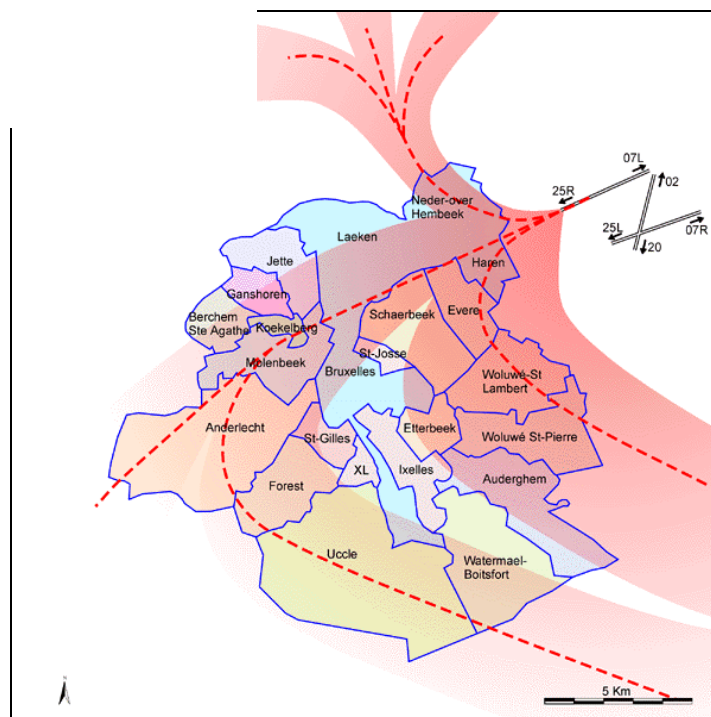 07L
25R
02
Neder-over
Hembeek
25L
07R
20
Laeken
Jette
Haren
Ganshoren
Berchem
Ste Agathe
Koekelberg
Schaerbeek
Evere
St-Josse
Molenbeek
Bruxelles
Woluwé-St
Lambert
Anderlecht
St-Gilles
Etterbeek
Woluwé St-Pierre
XL
Ixelles
Auderghem
Forest
Uccle
Watermael-
Boitsfort
5 Km